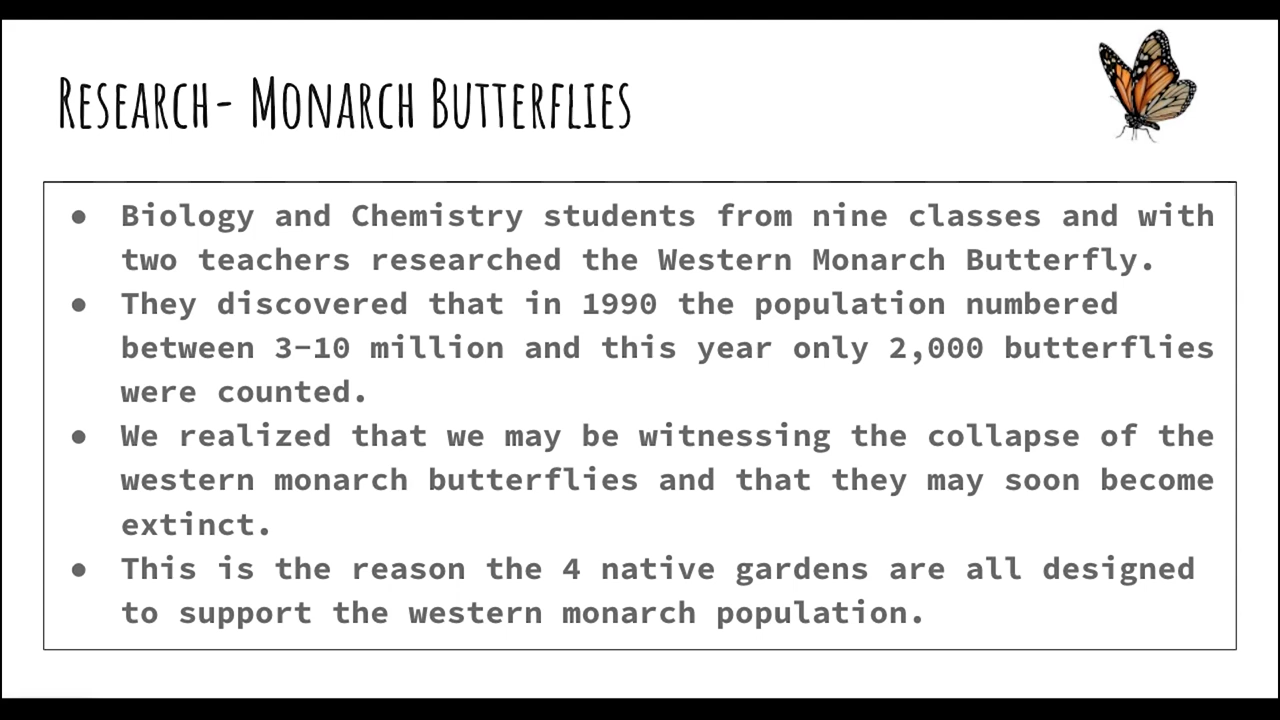 Research- Monarch Butterflies
● Biology and Chemistry students from nine classes and with
two teachers researched the Western Monarch Butterfly.
● They discovered that in 1990 the population numbered
between 3-10 million and this year only 2,000 butterflies
were counted.
● We realized that we may be witnessing the collapse of the
western monarch butterflies and that they may soon become
extinct.
● This is the reason the 4 native gardens are all designed
to support the western monarch population.